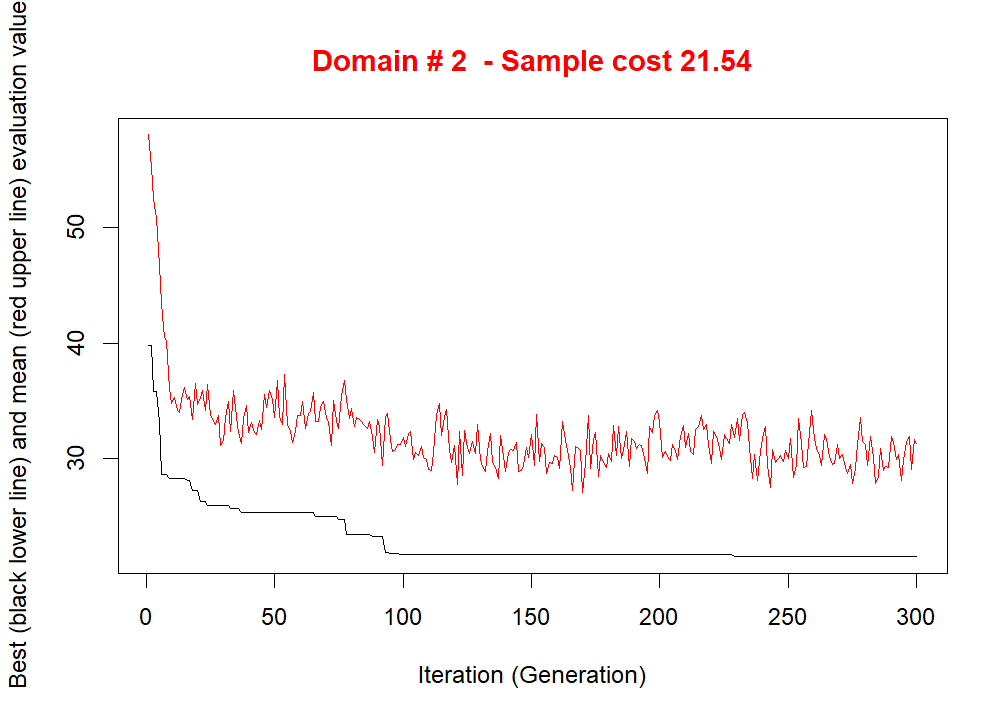 Domain # 2  - Sample cost 21.54
Best (black lower line) and mean (red upper line) evaluation value
50
40
30
0 50 100 150 200 250 300
Iteration (Generation)